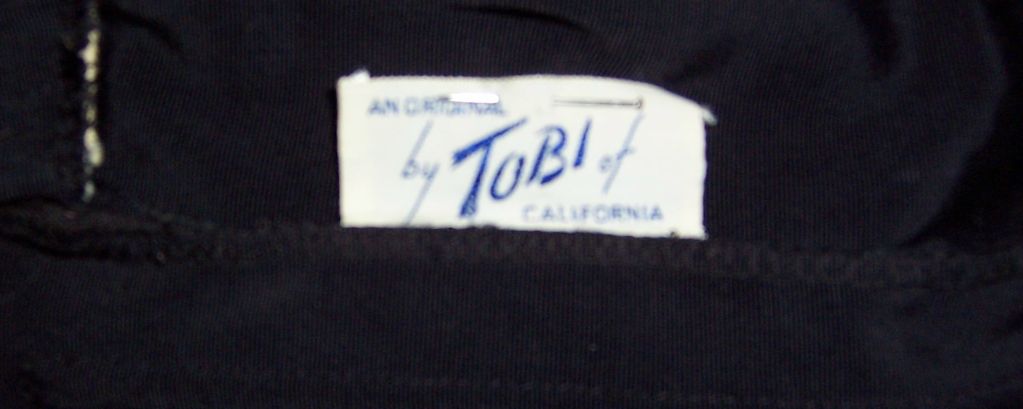 AN ORIGINAL
by TOBI of
CALIFORNIA